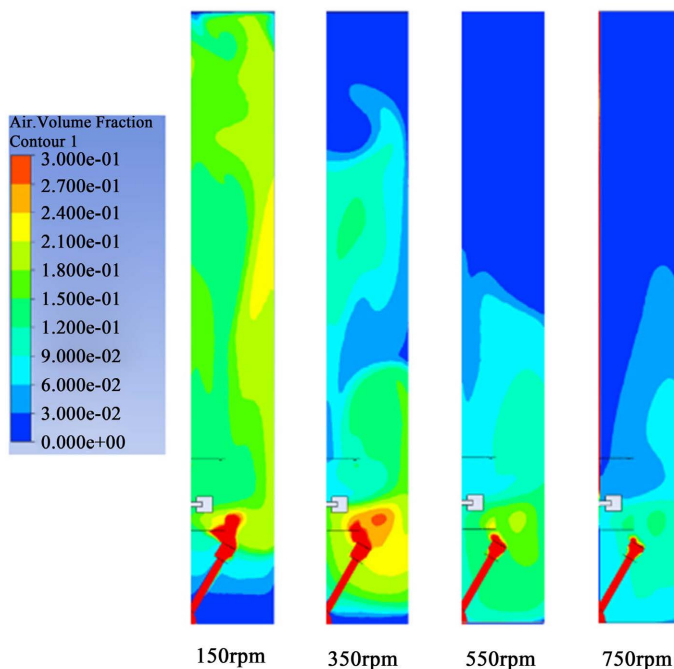 Air.Volume Fraction
Contour 1
3.000e-01
2.700e-01
2.400e-01
2.100e-01
1.800e-01
1.500e-01
1.200e-01
9.000e-02
6.000e-02
3.000e-02
0.000e+00
150rpm
350rpm
550rpm
750rpm